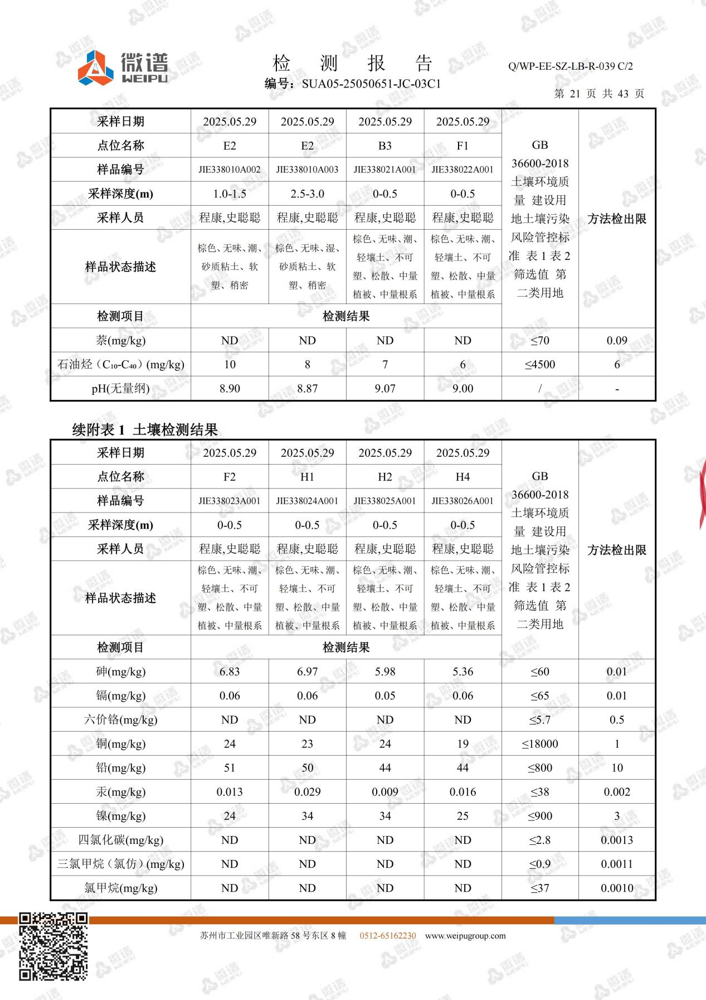 微谱
WEIPU
检 测 报 告
编号：SUA05-25050651-JC-03C1
Q/WP-EE-SZ-LB-R-039 C/2
第 21 页 共 43 页
采样日期 2025.05.29 2025.05.29 2025.05.29 2025.05.29 GB 36600-2018 土壤环境质量 建设用地土壤污染风险管控标准 表1表2 筛选值 第二类用地 方法检出限
点位名称 E2 E2 B3 F1
样品编号 JIE338010A002 JIE338010A003 JIE338021A001 JIE338022A001
采样深度(m) 1.0-1.5 2.5-3.0 0-0.5 0-0.5
采样人员 程康,史聪聪 程康,史聪聪 程康,史聪聪 程康,史聪聪
样品状态描述 棕色、无味、潮、砂质粘土、软塑、稍密 棕色、无味、湿、砂质粘土、软塑、稍密 棕色、无味、潮、轻壤土、不可塑、松散、中量植被、中量根系 棕色、无味、潮、轻壤土、不可塑、松散、中量植被、中量根系
检测项目 检测结果
萘(mg/kg) ND ND ND ND ≤70 0.09
石油烃（C₁₀-C₄₀）(mg/kg) 10 8 7 6 ≤4500 6
pH(无量纲) 8.90 8.87 9.07 9.00 / -
续附表 1 土壤检测结果
采样日期 2025.05.29 2025.05.29 2025.05.29 2025.05.29 GB 36600-2018 土壤环境质量 建设用地土壤污染风险管控标准 表1表2 筛选值 第二类用地 方法检出限
点位名称 F2 H1 H2 H4
样品编号 JIE338023A001 JIE338024A001 JIE338025A001 JIE338026A001
采样深度(m) 0-0.5 0-0.5 0-0.5 0-0.5
采样人员 程康,史聪聪 程康,史聪聪 程康,史聪聪 程康,史聪聪
样品状态描述 棕色、无味、潮、轻壤土、不可塑、松散、中量植被、中量根系 棕色、无味、潮、轻壤土、不可塑、松散、中量植被、中量根系 棕色、无味、潮、轻壤土、不可塑、松散、中量植被、中量根系 棕色、无味、潮、轻壤土、不可塑、松散、中量植被、中量根系
检测项目 检测结果
砷(mg/kg) 6.83 6.97 5.98 5.36 ≤60 0.01
镉(mg/kg) 0.06 0.06 0.05 0.06 ≤65 0.01
六价铬(mg/kg) ND ND ND ND ≤5.7 0.5
铜(mg/kg) 24 23 24 19 ≤18000 1
铅(mg/kg) 51 50 44 44 ≤800 10
汞(mg/kg) 0.013 0.029 0.009 0.016 ≤38 0.002
镍(mg/kg) 24 34 34 25 ≤900 3
四氯化碳(mg/kg) ND ND ND ND ≤2.8 0.0013
三氯甲烷（氯仿）(mg/kg) ND ND ND ND ≤0.9 0.0011
氯甲烷(mg/kg) ND ND ND ND ≤37 0.0010
苏州市工业园区唯新路 58 号东区 8 幢 0512-65162230 www.weipugroup.com